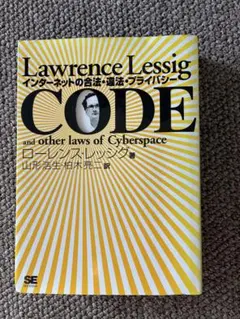 Lawrence Lessig
インターネットの合法・違法・プライバシー
CODE
and other laws of Cyberspace
ローレンス・レッシグ 著
山形浩生・柏木亮二 訳
SE